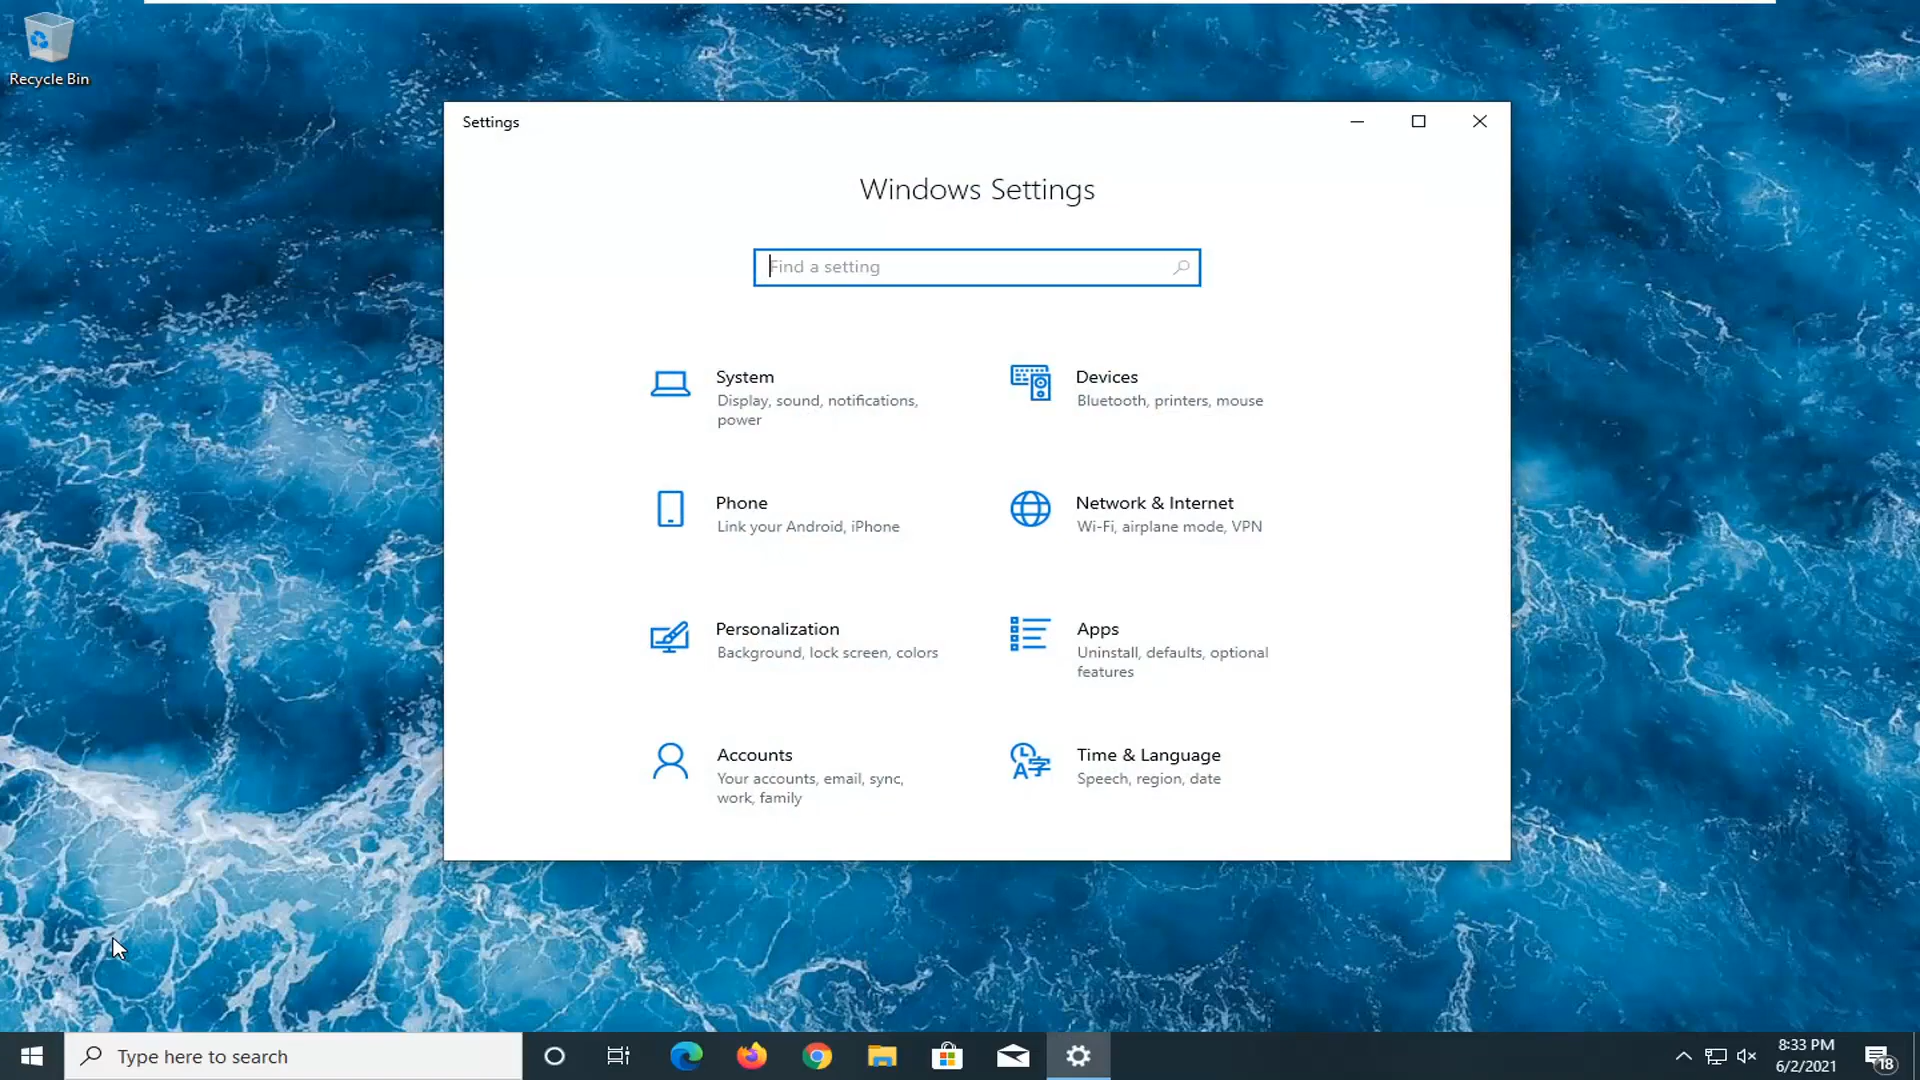 Recycle Bin
Settings
Windows Settings
Find a setting
System
Display, sound, notifications,
power
Devices
Bluetooth, printers, mouse
Phone
Link your Android, iPhone
Network & Internet
Wi-Fi, airplane mode, VPN
Personalization
Background, lock screen, colors
Apps
Uninstall, defaults, optional
features
Accounts
Your accounts, email, sync,
work, family
Time & Language
Speech, region, date
Type here to search
8:33 PM
6/2/2021
18